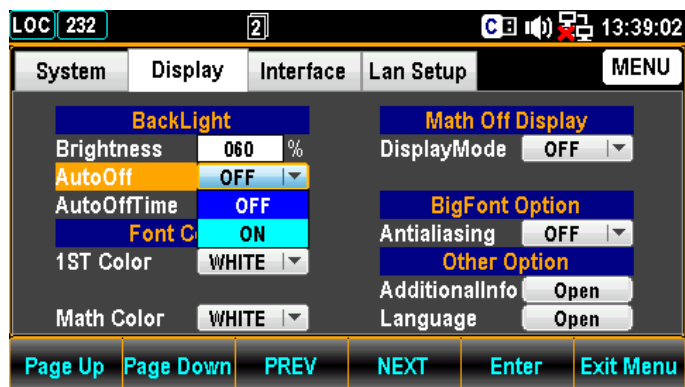 LOC 232 2 C 13:39:02
System Display Interface Lan Setup MENU
BackLight
Brightness 060 %
AutoOff OFF
AutoOffTime OFF
ON
Font C
1ST Color WHITE
Math Color WHITE
Math Off Display
DisplayMode OFF
BigFont Option
Antialiasing OFF
Other Option
AdditionalInfo Open
Language Open
Page Up Page Down PREV NEXT Enter Exit Menu